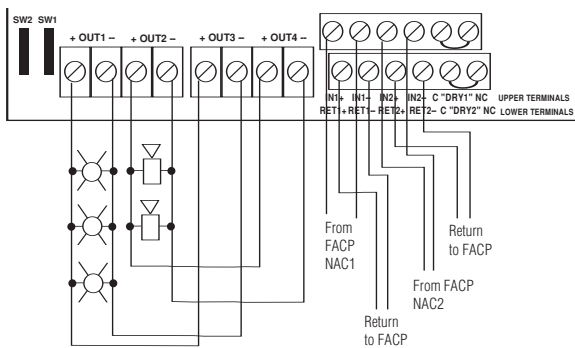 SW2 SW1
+ OUT1 -- + OUT2 -- + OUT3 -- + OUT4 --
IN1+ IN1-- IN2+ IN2-- C "DRY1" NC UPPER TERMINALS
RET1+ RET1-- RET2+ RET2-- C "DRY2" NC LOWER TERMINALS
From
FACP
NAC1
Return
to FACP
From FACP
NAC2
Return
to FACP